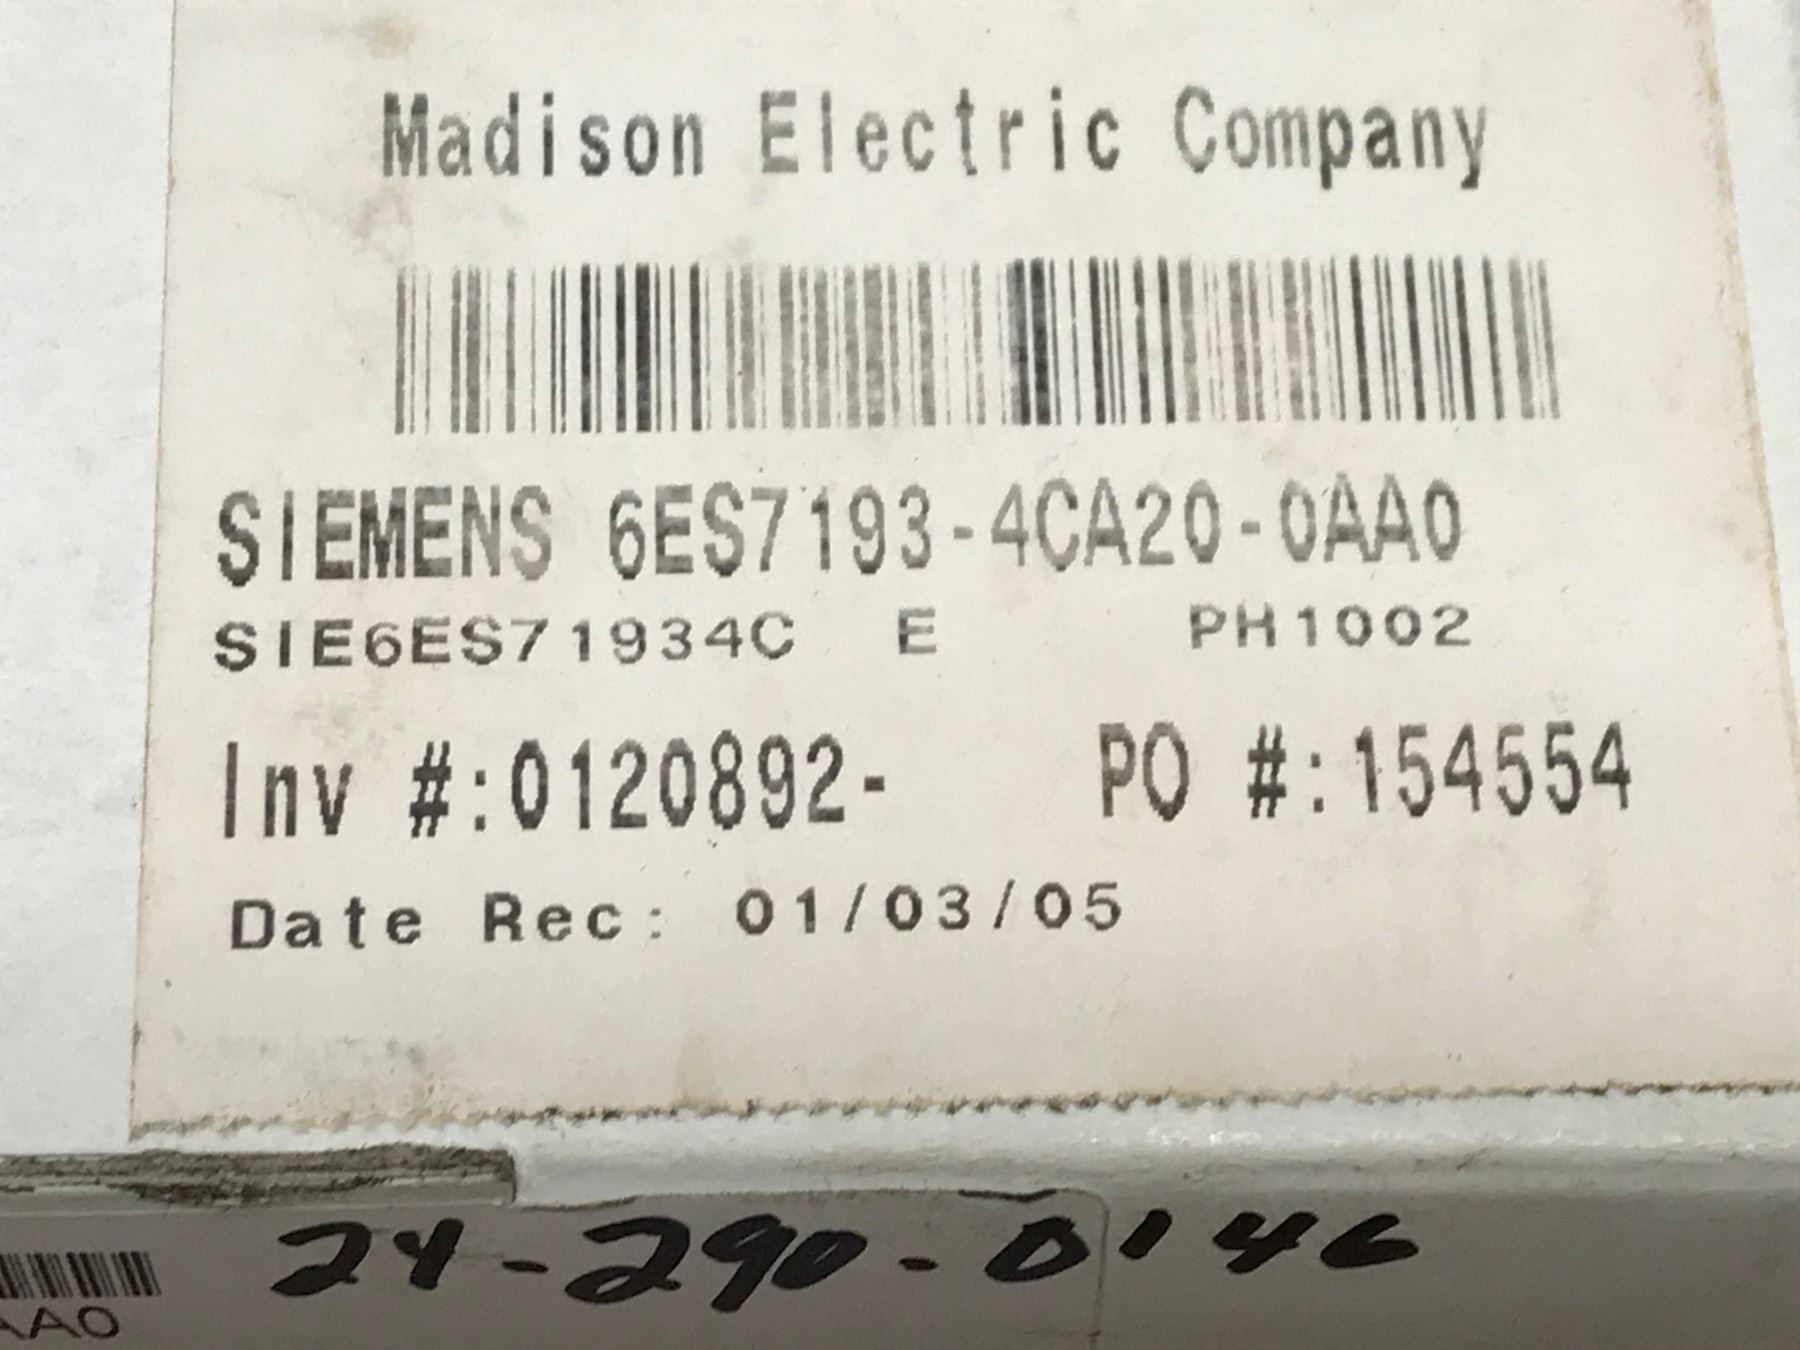 Madison Electric Company
SIEMENS 6ES7193-4CA20-0AA0
SIE6ES71934C E PH1002
Inv #:0120892- PO #:154554
Date Rec: 01/03/05
24-290-0146
AA0